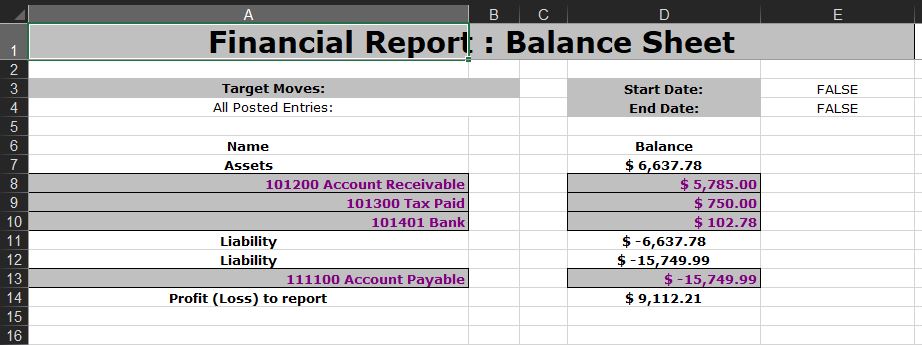 A B C D E
1 Financial Report : Balance Sheet
2
3 Target Moves: Start Date: FALSE
4 All Posted Entries: End Date: FALSE
5
6 Name Balance
7 Assets $ 6,637.78
8 101200 Account Receivable $ 5,785.00
9 101300 Tax Paid $ 750.00
10 101401 Bank $ 102.78
11 Liability $ -6,637.78
12 Liability $ -15,749.99
13 111100 Account Payable $ -15,749.99
14 Profit (Loss) to report $ 9,112.21
15
16